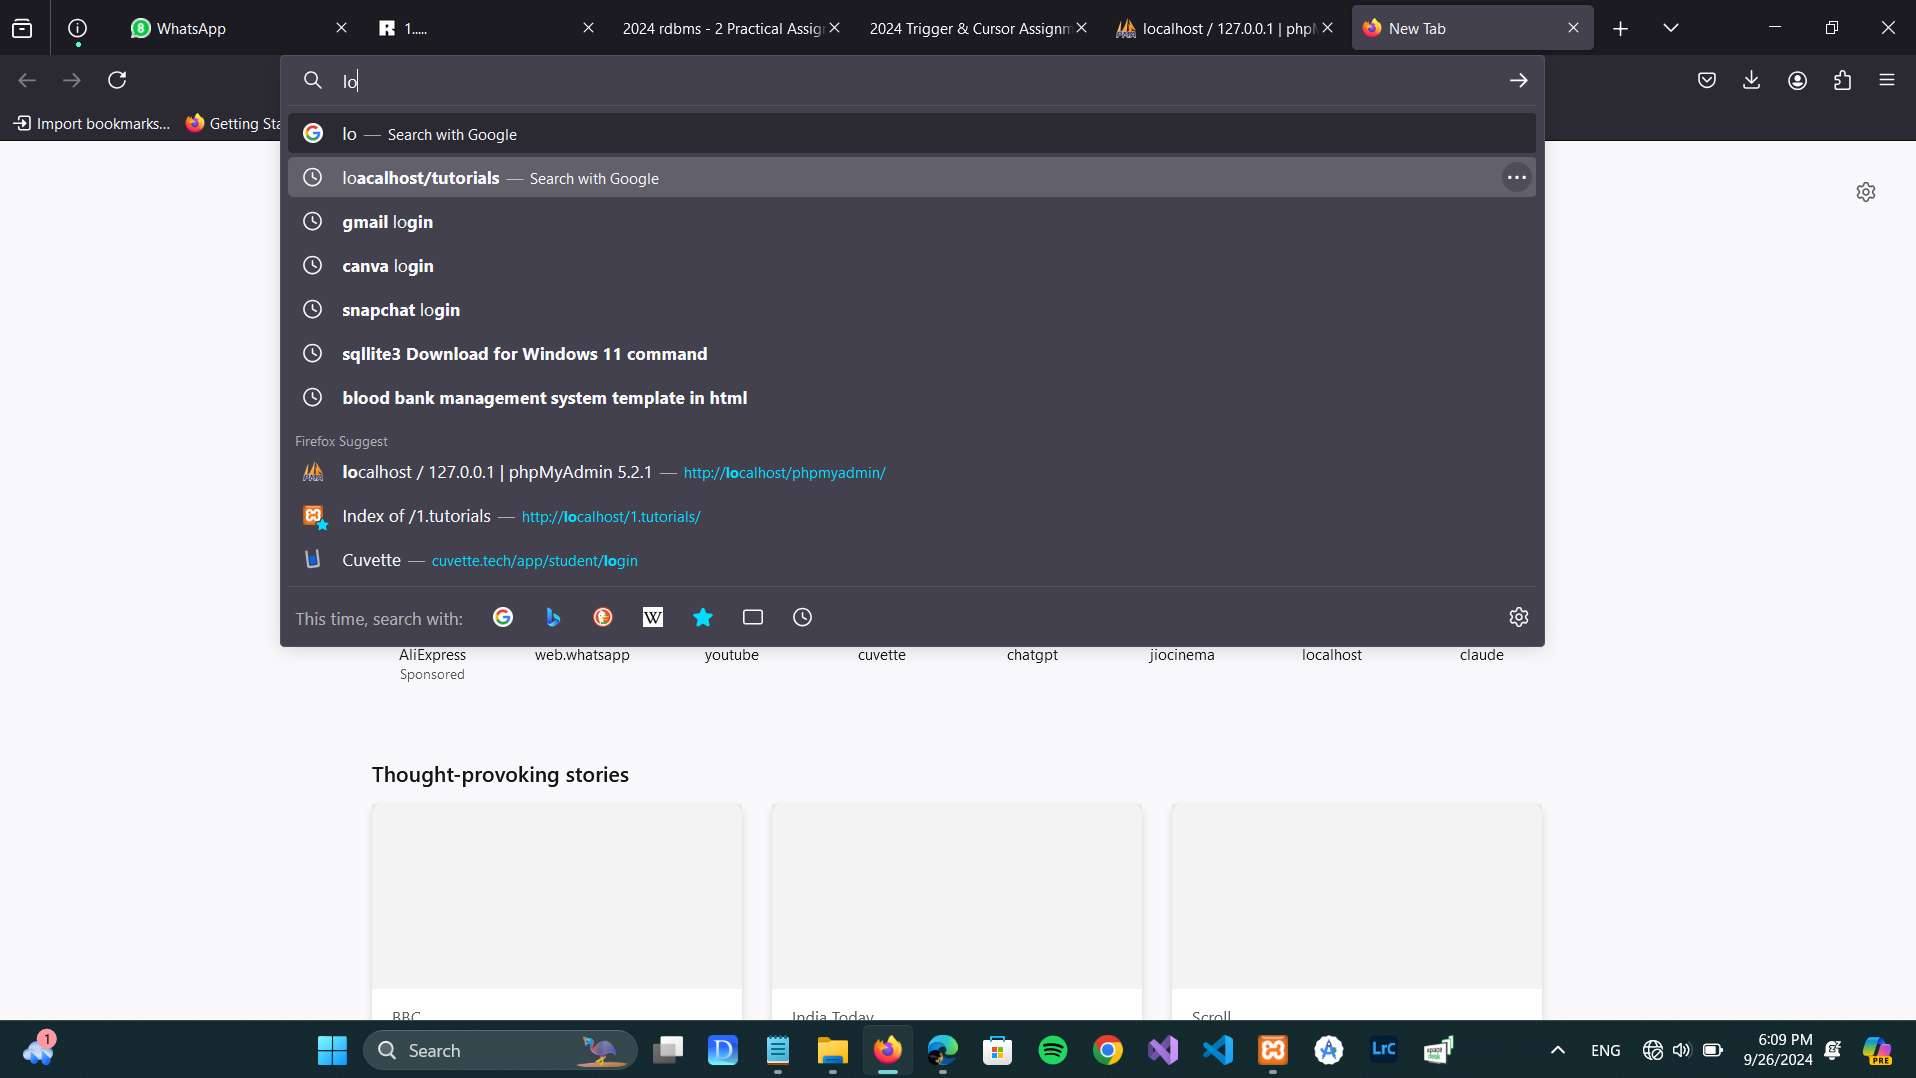 WhatsApp
1.....
2024 rdbms - 2 Practical Assig
2024 Trigger & Cursor Assignm
localhost / 127.0.0.1 | php
New Tab
lo
Import bookmarks...
Getting Sta
lo — Search with Google
loacalhost/tutorials — Search with Google
gmail login
canva login
snapchat login
sqllite3 Download for Windows 11 command
blood bank management system template in html
Firefox Suggest
localhost / 127.0.0.1 | phpMyAdmin 5.2.1 — http://localhost/phpmyadmin/
Index of /1.tutorials — http://localhost/1.tutorials/
Cuvette — cuvette.tech/app/student/login
This time, search with:
AliExpress
Sponsored
web.whatsapp
youtube
cuvette
chatgpt
jiocinema
localhost
claude
Thought-provoking stories
BBC
India Today
Scroll
1
Search
LrC
ENG
6:09 PM
9/26/2024
PRE